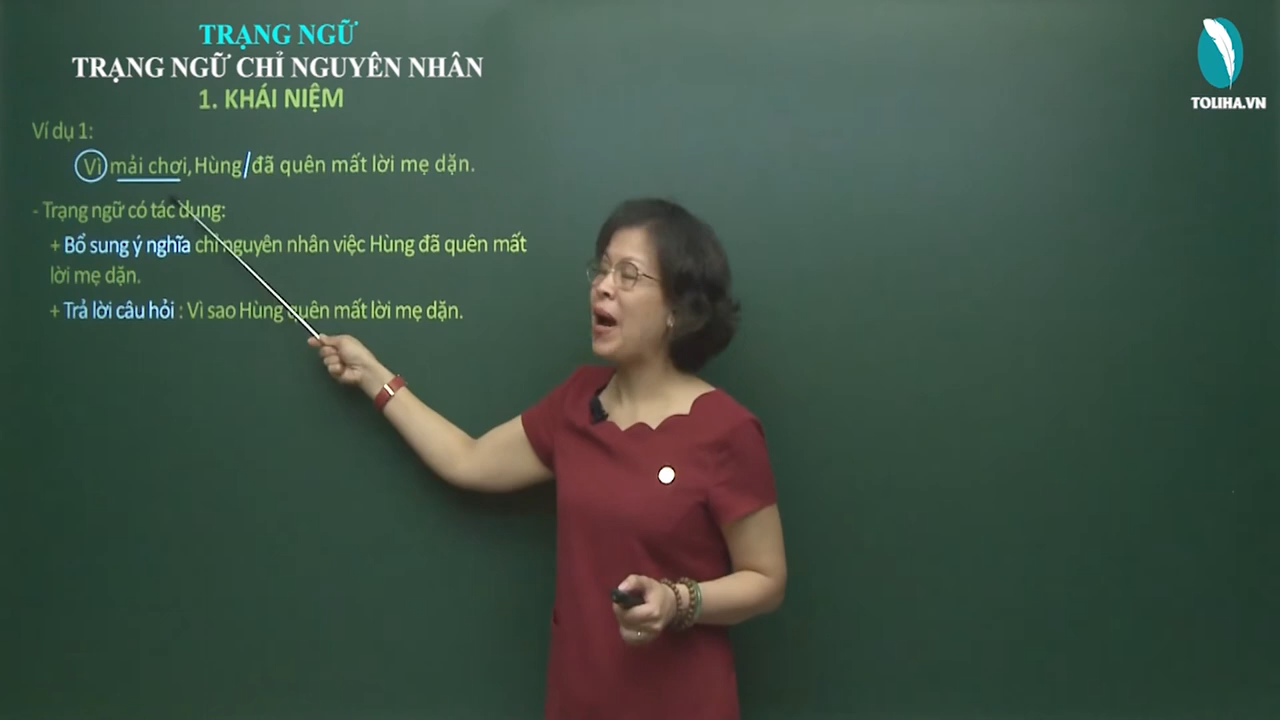 TRẠNG NGỮ
TRẠNG NGỮ CHỈ NGUYÊN NHÂN
1. KHÁI NIỆM
Ví dụ 1:
Vì mải chơi, Hùng/đã quên mất lời mẹ dặn.
- Trạng ngữ có tác dụng:
+ Bổ sung ý nghĩa chỉ nguyên nhân việc Hùng đã quên mất
lời mẹ dặn.
+ Trả lời câu hỏi : Vì sao Hùng quên mất lời mẹ dặn.
TOLIHA.VN